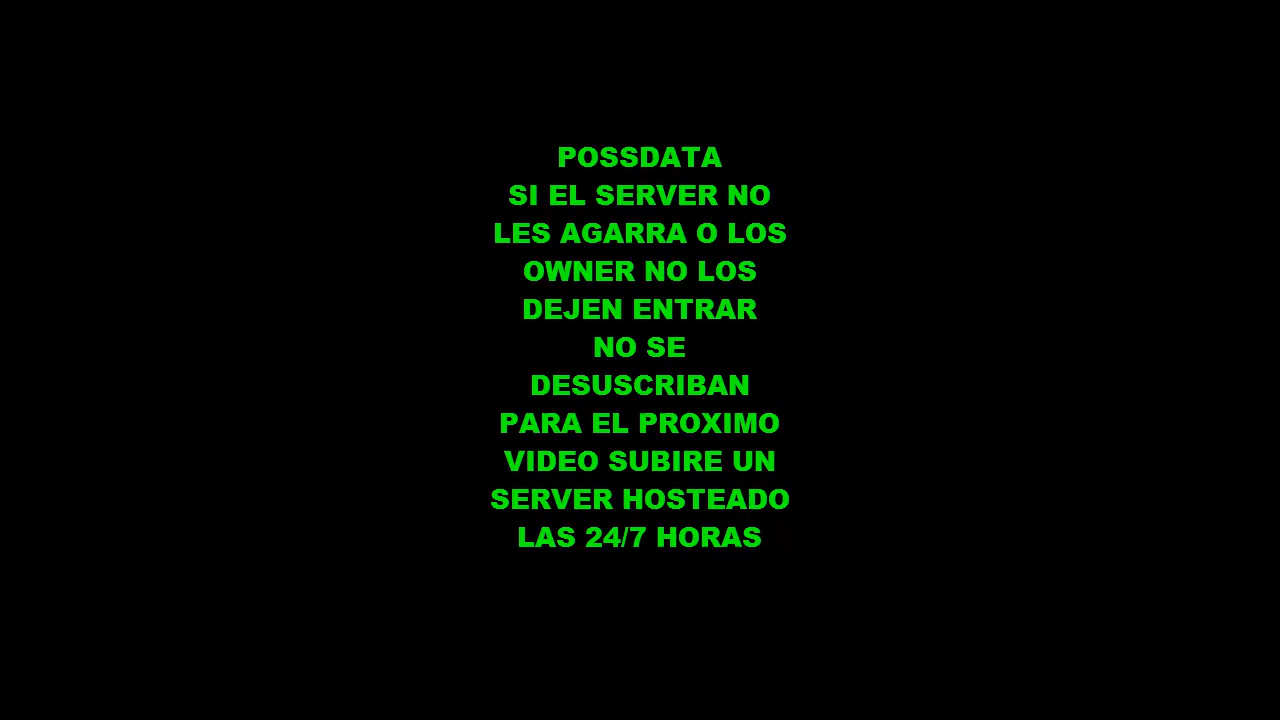 POSSDATA
SI EL SERVER NO
LES AGARRA O LOS
OWNER NO LOS
DEJEN ENTRAR
NO SE
DESUSCRIBAN
PARA EL PROXIMO
VIDEO SUBIRE UN
SERVER HOSTEADO
LAS 24/7 HORAS